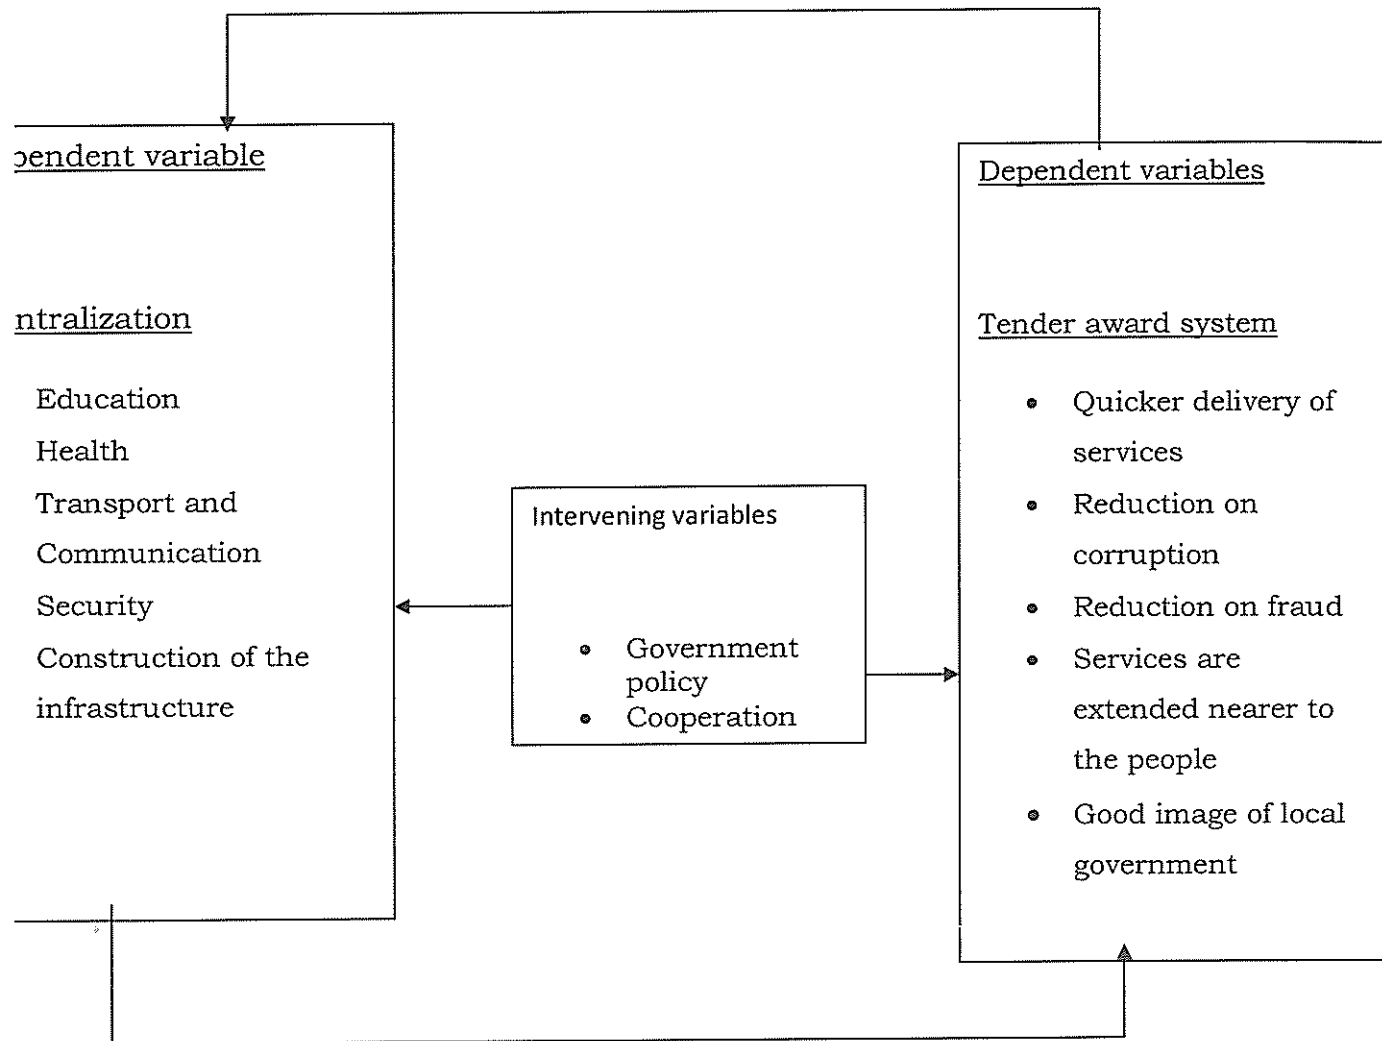 pendent variable
ntralization
Education
Health
Transport and
Communication
Security
Construction of the
infrastructure
Intervening variables
• Government
policy
• Cooperation
Dependent variables
Tender award system
• Quicker delivery of
services
• Reduction on
corruption
• Reduction on fraud
• Services are
extended nearer to
the people
• Good image of local
government